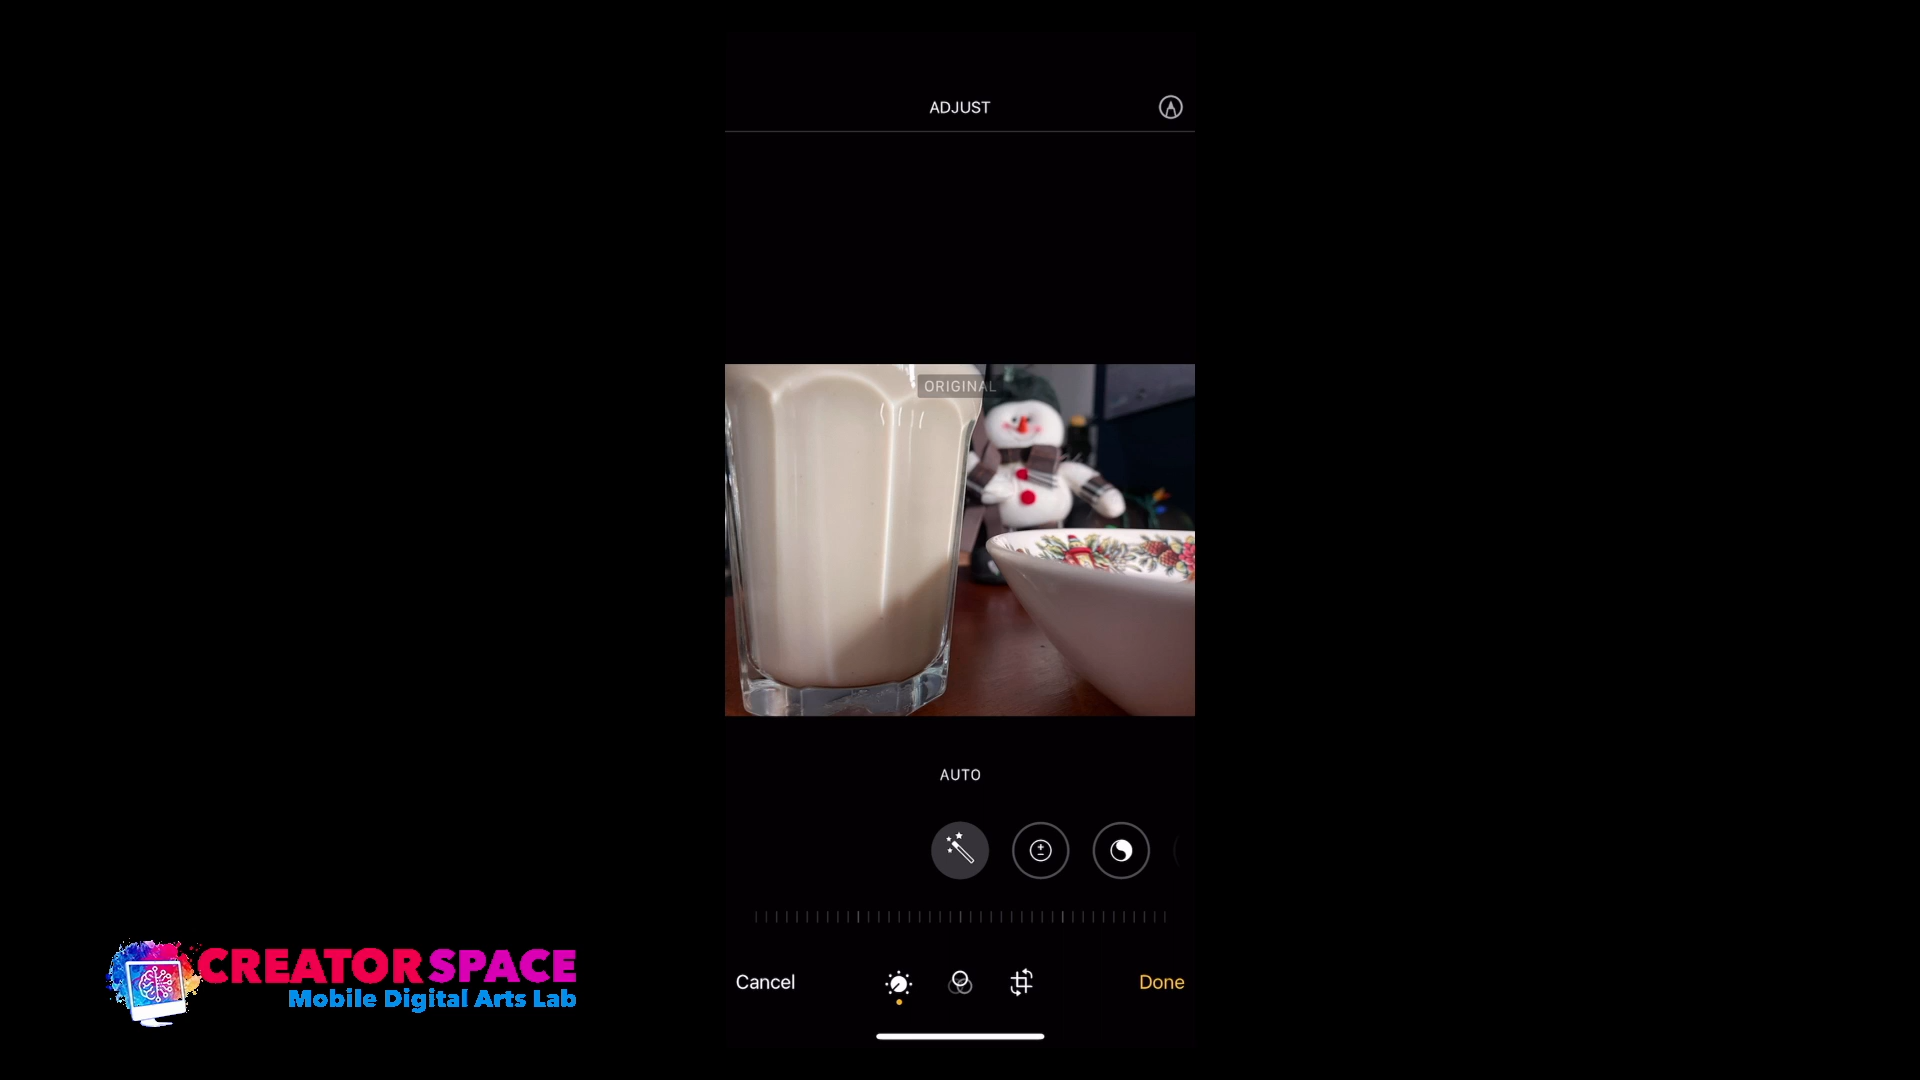 ADJUST
ORIGINAL
AUTO
Cancel
Done
CREATORSPACE
Mobile Digital Arts Lab